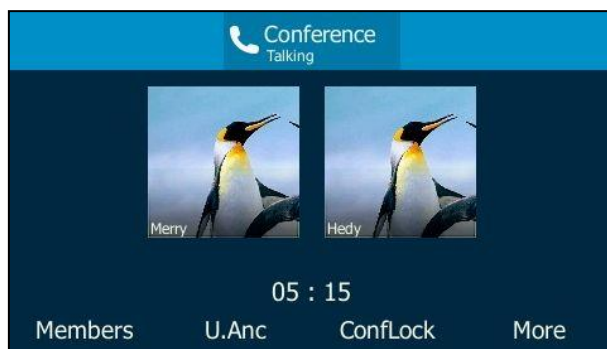 Conference
Talking
Merry Hedy
05 : 15
Members U.Anc ConfLock More